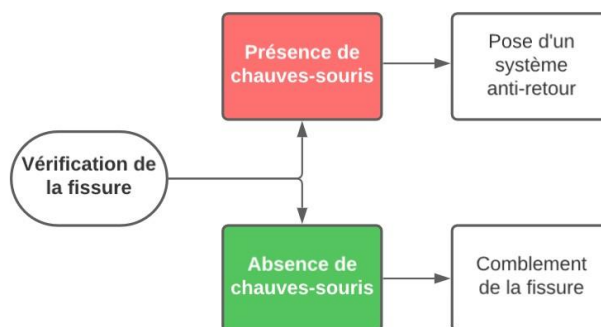 Présence de
chauves-souris
Pose d'un
système
anti-retour
Vérification de
la fissure
Absence de
chauves-souris
Comblement
de la fissure